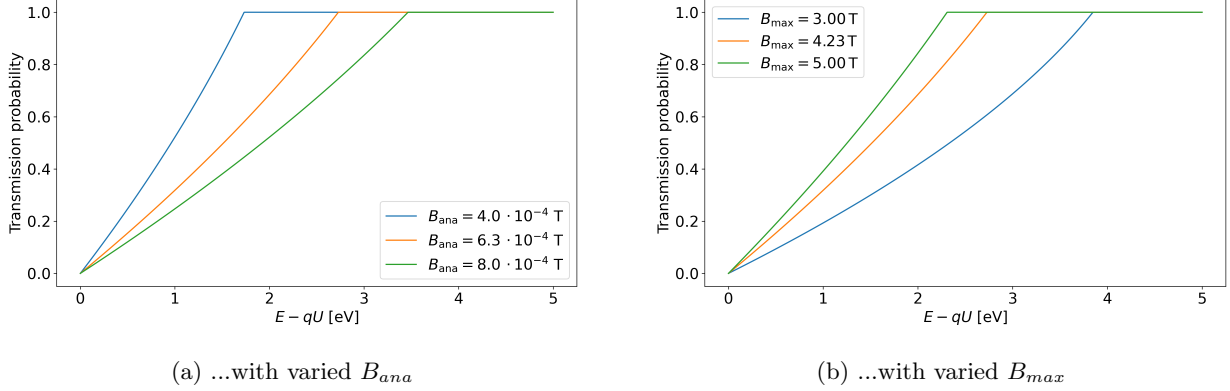 1.0
0.8
0.6
0.4
0.2
0.0
Transmission probability
B_ana = 4.0 · 10^−4 T
B_ana = 6.3 · 10^−4 T
B_ana = 8.0 · 10^−4 T
0 1 2 3 4 5
E − qU [eV]
(a) ...with varied B_ana
1.0
0.8
0.6
0.4
0.2
0.0
Transmission probability
B_max = 3.00 T
B_max = 4.23 T
B_max = 5.00 T
0 1 2 3 4 5
E − qU [eV]
(b) ...with varied B_max